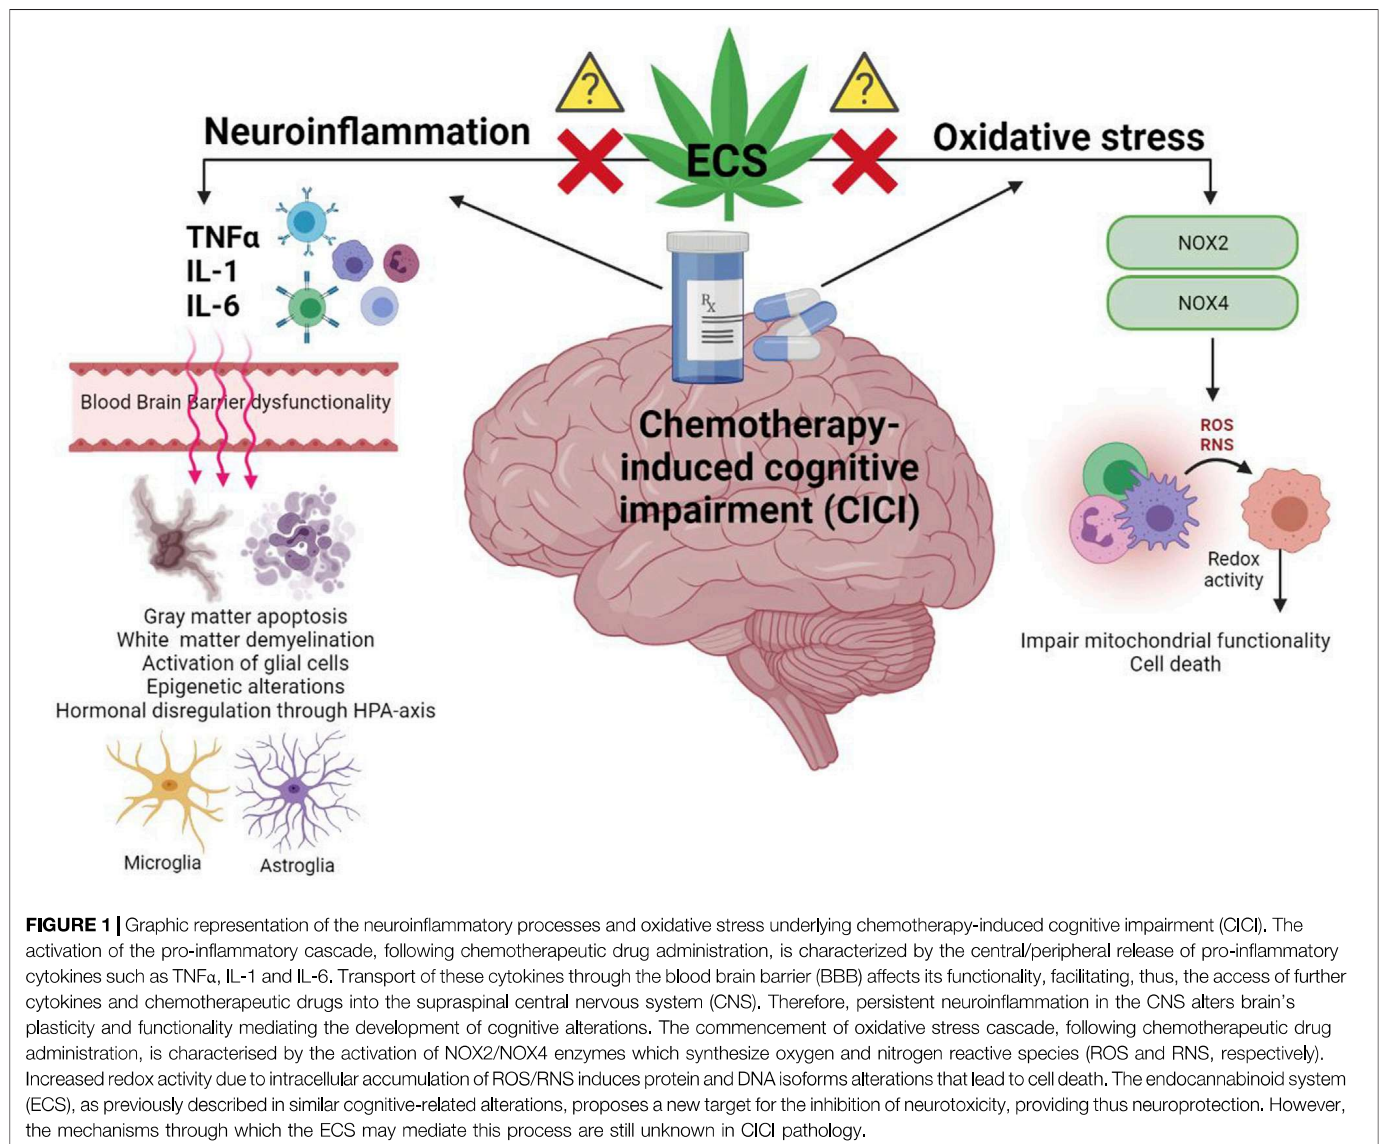 ?
?
Neuroinflammation
ECS
Oxidative stress
TNFα
IL-1
IL-6
NOX2
NOX4
Rx
Blood Brain Barrier dysfunctionality
Chemotherapy-
induced cognitive
impairment (CICI)
ROS
RNS
Redox
activity
Gray matter apoptosis
White matter demyelination
Activation of glial cells
Epigenetic alterations
Hormonal disregulation through HPA-axis
Impair mitochondrial functionality
Cell death
Microglia
Astroglia
FIGURE 1 | Graphic representation of the neuroinflammatory processes and oxidative stress underlying chemotherapy-induced cognitive impairment (CICI). The
activation of the pro-inflammatory cascade, following chemotherapeutic drug administration, is characterized by the central/peripheral release of pro-inflammatory
cytokines such as TNFα, IL-1 and IL-6. Transport of these cytokines through the blood brain barrier (BBB) affects its functionality, facilitating, thus, the access of further
cytokines and chemotherapeutic drugs into the supraspinal central nervous system (CNS). Therefore, persistent neuroinflammation in the CNS alters brain’s
plasticity and functionality mediating the development of cognitive alterations. The commencement of oxidative stress cascade, following chemotherapeutic drug
administration, is characterised by the activation of NOX2/NOX4 enzymes which synthesize oxygen and nitrogen reactive species (ROS and RNS, respectively).
Increased redox activity due to intracellular accumulation of ROS/RNS induces protein and DNA isoforms alterations that lead to cell death. The endocannabinoid system
(ECS), as previously described in similar cognitive-related alterations, proposes a new target for the inhibition of neurotoxicity, providing thus neuroprotection. However,
the mechanisms through which the ECS may mediate this process are still unknown in CICI pathology.